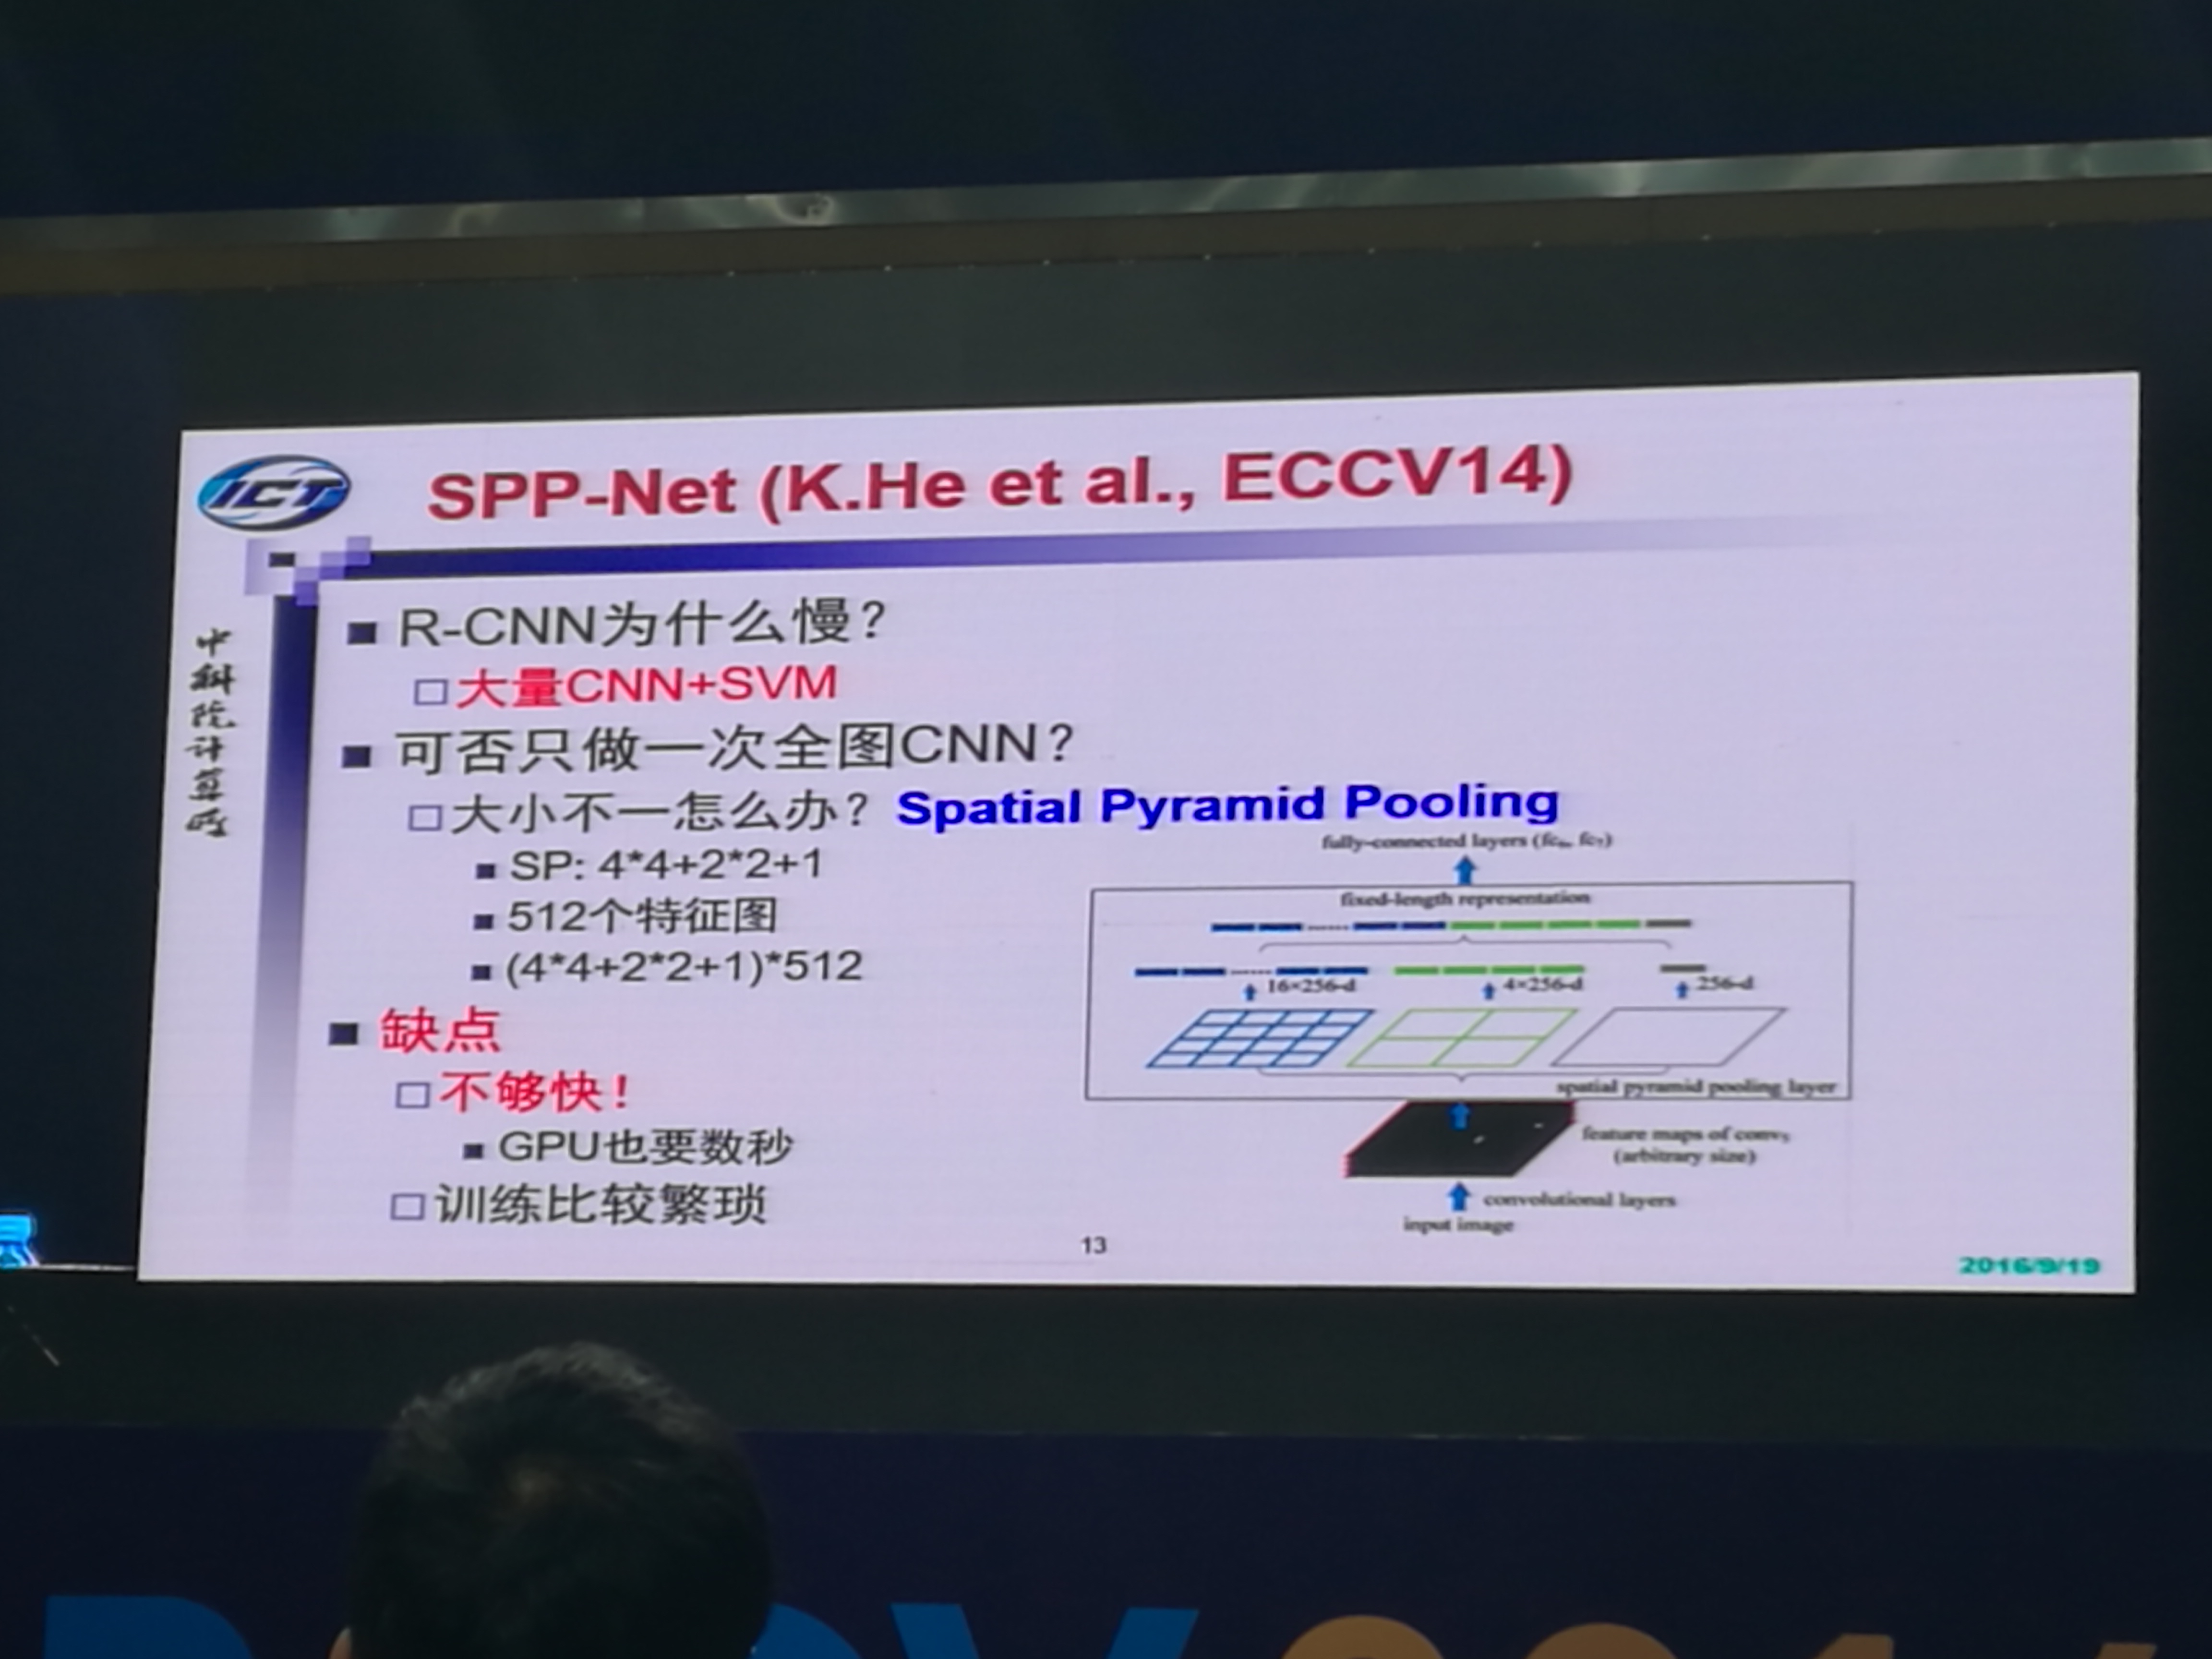 ICT
SPP-Net (K.He et al., ECCV14)
中科院计算所
R-CNN为什么慢？
大量CNN+SVM
可否只做一次全图CNN？
大小不一怎么办？ Spatial Pyramid Pooling
SP: 4*4+2*2+1
512个特征图
(4*4+2*2+1)*512
缺点
不够快！
GPU也要数秒
训练比较繁琐
fully-connected layers (fc₆, fc₇)
fixed-length representation
16×256-d
4×256-d
256-d
spatial pyramid pooling layer
feature maps of conv₅
(arbitrary size)
convolutional layers
input image
13
2016/9/19